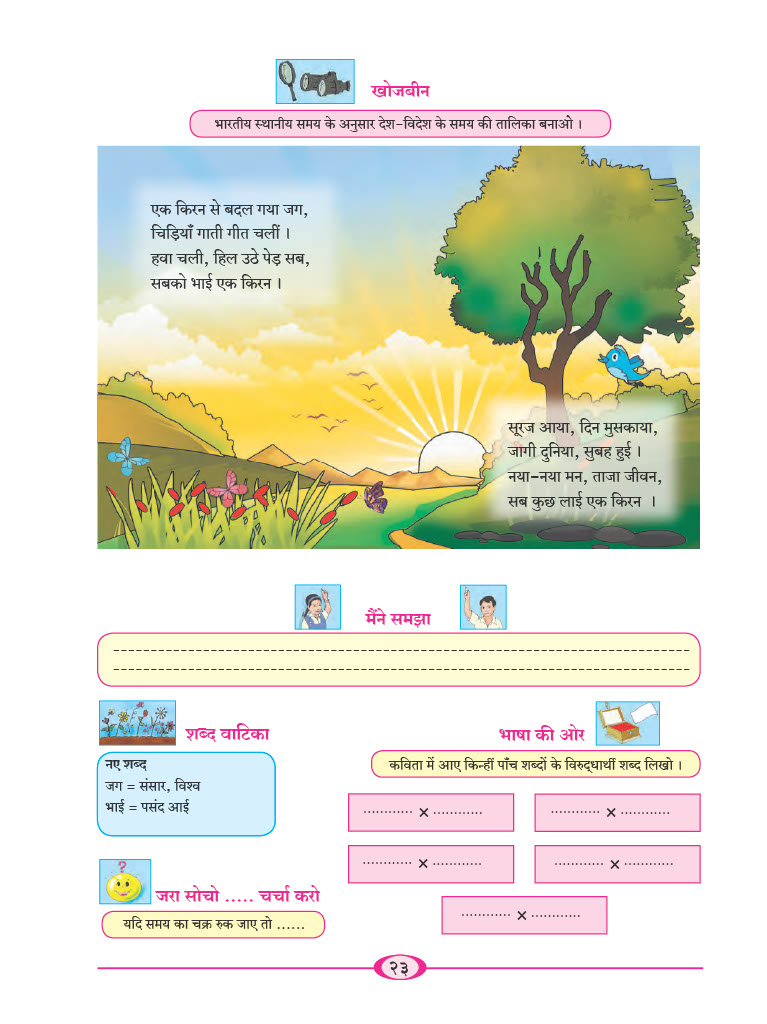 खोजबीन
भारतीय स्थानीय समय के अनुसार देश-विदेश के समय की तालिका बनाओ ।
एक किरन से बदल गया जग,
चिड़ियाँ गाती गीत चलीं ।
हवा चली, हिल उठे पेड़ सब,
सबको भाई एक किरन ।
सूरज आया, दिन मुसकाया,
जागी दुनिया, सुबह हुई ।
नया-नया मन, ताजा जीवन,
सब कुछ लाई एक किरन ।
मैंने समझा
शब्द वाटिका
नए शब्द
जग = संसार, विश्व
भाई = पसंद आई
भाषा की ओर
कविता में आए किन्हीं पाँच शब्दों के विरुद्धार्थी शब्द लिखो ।
............ × ............
............ × ............
............ × ............
............ × ............
............ × ............
?
जरा सोचो ..... चर्चा करो
यदि समय का चक्र रुक जाए तो ......
२३